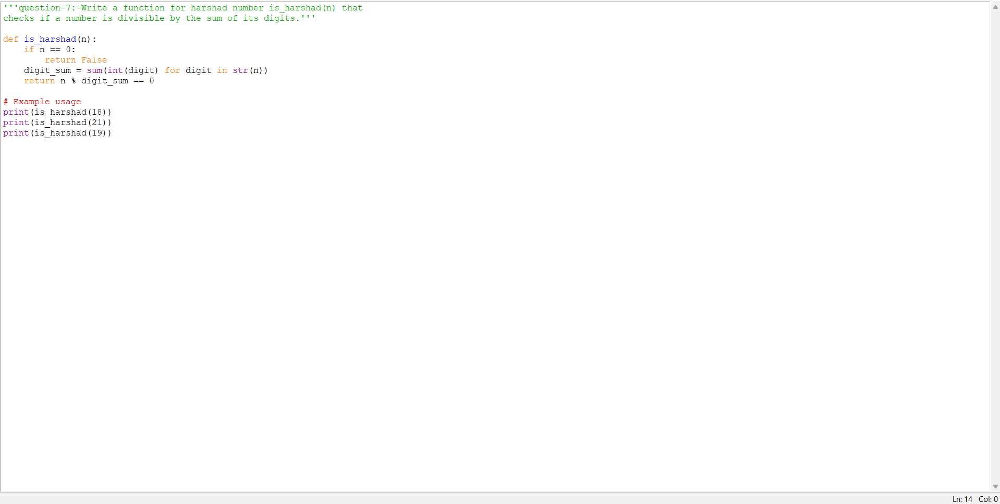 '''question-7:-Write a function for harshad number is_harshad(n) that
checks if a number is divisible by the sum of its digits.'''

def is_harshad(n):
    if n == 0:
        return False
    digit_sum = sum(int(digit) for digit in str(n))
    return n % digit_sum == 0

# Example usage
print(is_harshad(18))
print(is_harshad(21))
print(is_harshad(19))
Ln: 14 Col: 0